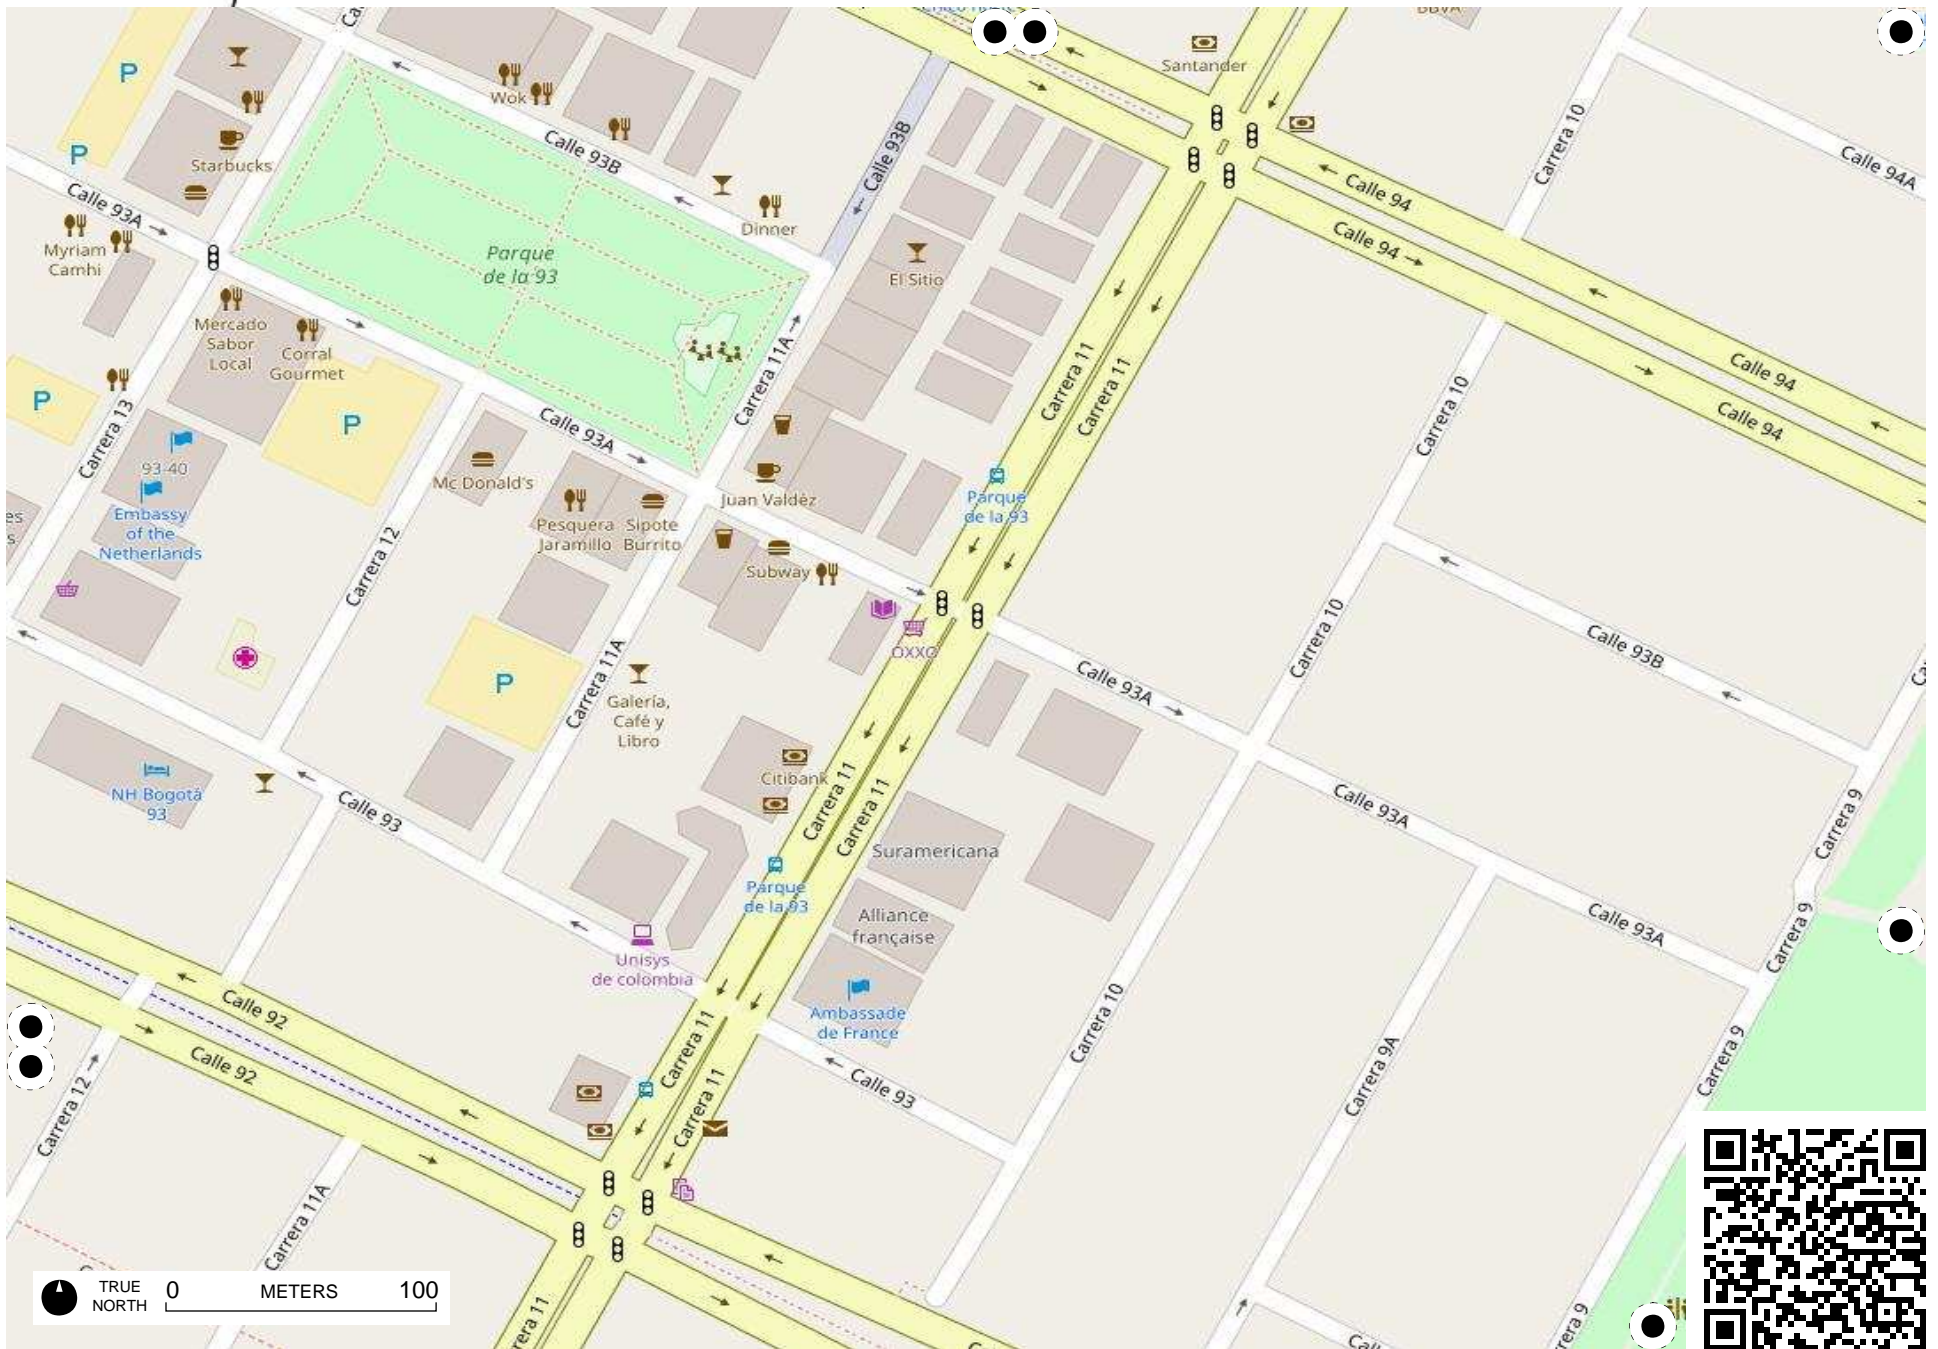 BBVA
Santander
Wok
Starbucks
Calle 93B
Calle 93B
Carrera 10
Calle 94A
Calle 94
Calle 93A
Dinner
Myriam
Camhi
Parque
de la 93
El Sitio
Calle 94
Mercado
Sabor
Local
Corral
Gourmet
Carrera 11A
Carrera 11
Carrera 11
Calle 94
Calle 94
P
P
P
P
Carrera 13
Carrera 10
Calle 93A
93-40
Mc Donald's
Juan Valdéz
Parque
de la 93
Embassy
of the
Netherlands
Pesquera
Jaramillo
Sipote
Burrito
Carrera 12
Subway
Carrera 10
Calle 93B
OXXO
P
Carrera 11A
Calle 93A
Galería,
Café y
Libro
NH Bogotá
93
Citibank
Calle 93
Carrera 11
Carrera 11
Calle 93A
Carrera 9
Suramericana
Parque
de la 93
Alliance
française
Calle 93A
Carrera 9
Unisys
de colombia
Calle 92
Ambassade
de France
Carrera 10
Calle 92
Carrera 11
Carrera 11
Calle 93
Carrera 9A
Carrera 9
Carrera 12
Carrera 11A
TRUE
NORTH
0 METERS 100
rrera 11
rrera 9